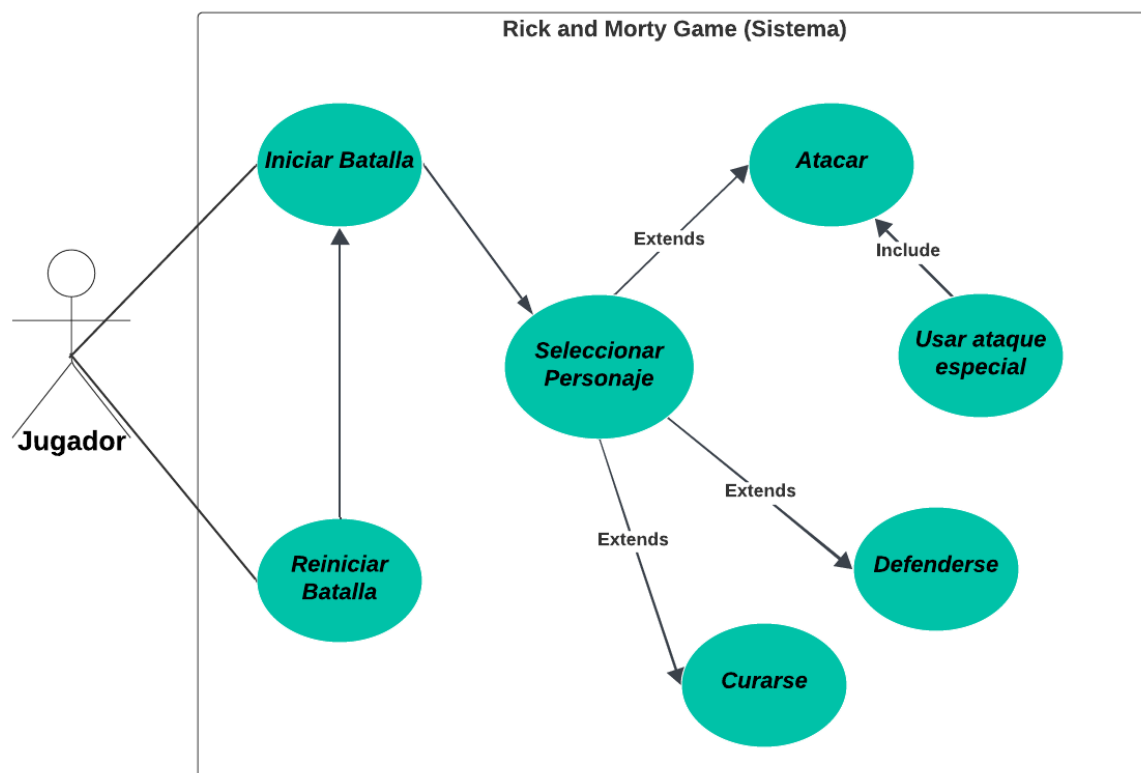 Rick and Morty Game (Sistema)
Iniciar Batalla
Atacar
Extends
Include
Seleccionar
Personaje
Usar ataque
especial
Jugador
Extends
Extends
Reiniciar
Batalla
Defenderse
Curarse